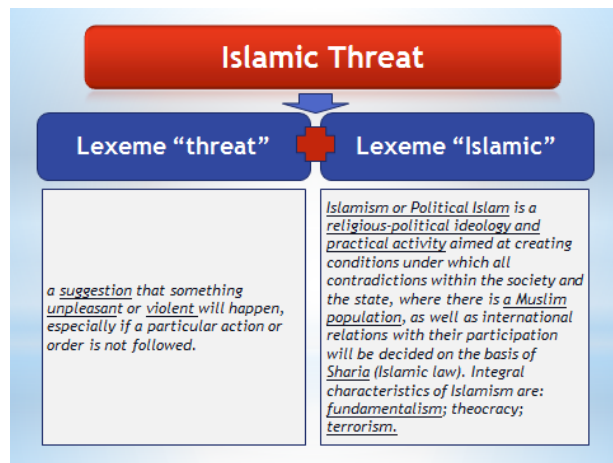 Islamic Threat
Lexeme “threat”
Lexeme “Islamic”
a suggestion that something
unpleasant or violent will happen,
especially if a particular action or
order is not followed.
Islamism or Political Islam is a
religious-political ideology and
practical activity aimed at creating
conditions under which all
contradictions within the society and
the state, where there is a Muslim
population, as well as international
relations with their participation
will be decided on the basis of
Sharia (Islamic law). Integral
characteristics of Islamism are:
fundamentalism; theocracy;
terrorism.